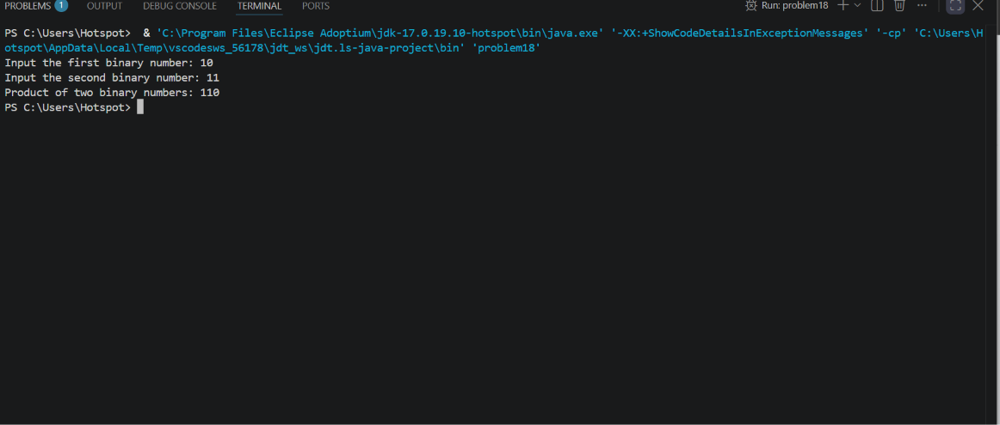 PROBLEMS 1 OUTPUT DEBUG CONSOLE TERMINAL PORTS Run: problem18
PS C:\Users\Hotspot>  & 'C:\Program Files\Eclipse Adoptium\jdk-17.0.19.10-hotspot\bin\java.exe' '-XX:+ShowCodeDetailsInExceptionMessages' '-cp' 'C:\Users\H
otspot\AppData\Local\Temp\vscodesws_56178\jdt_ws\jdt.ls-java-project\bin' 'problem18'
Input the first binary number: 10
Input the second binary number: 11
Product of two binary numbers: 110
PS C:\Users\Hotspot>